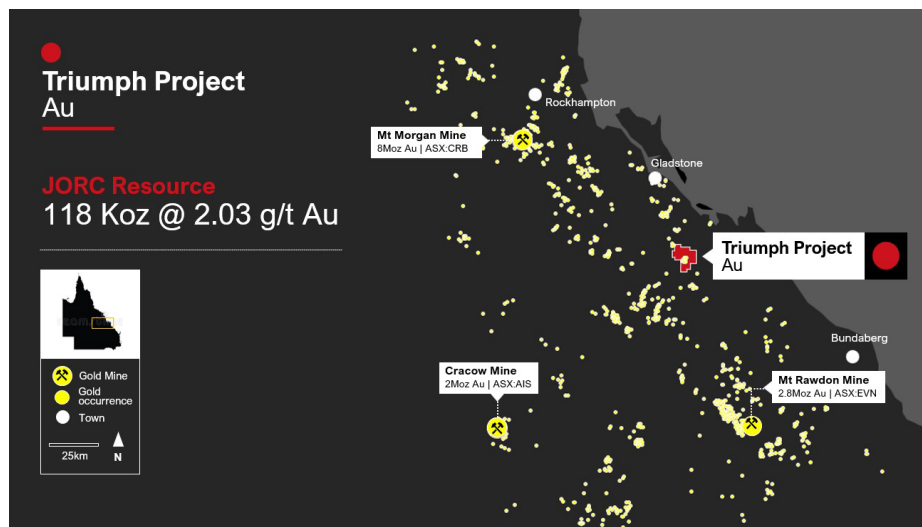 Triumph Project
Au
JORC Resource
118 Koz @ 2.03 g/t Au
Rockhampton
Mt Morgan Mine
8Moz Au | ASX:CRB
Gladstone
Triumph Project
Au
Bundaberg
Cracow Mine
2Moz Au | ASX:AIS
Mt Rawdon Mine
2.8Moz Au | ASX:EVN
Gold Mine
Gold
occurrence
Town
25km
N